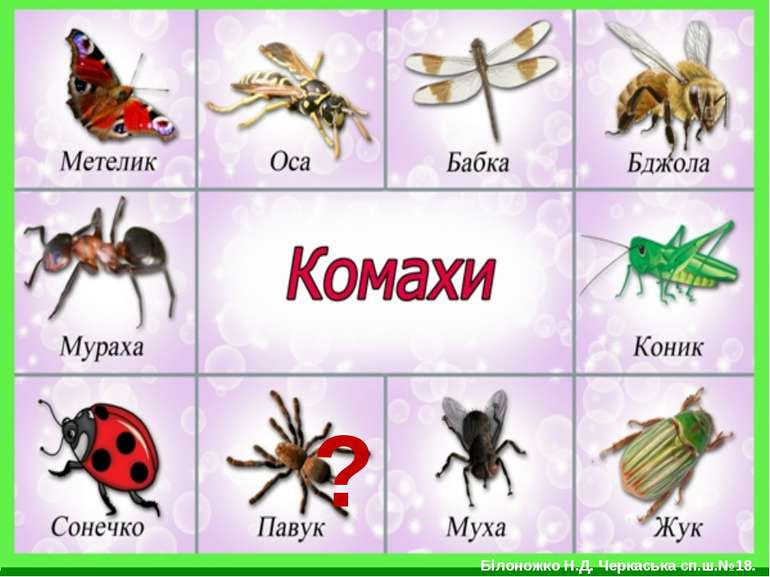 Метелик
Оса
Бабка
Бджола
Мураха
Комахи
Коник
?
Сонечко
Павук
Муха
Жук
Білоножко Н.Д. Черкаська сп.ш.№18.